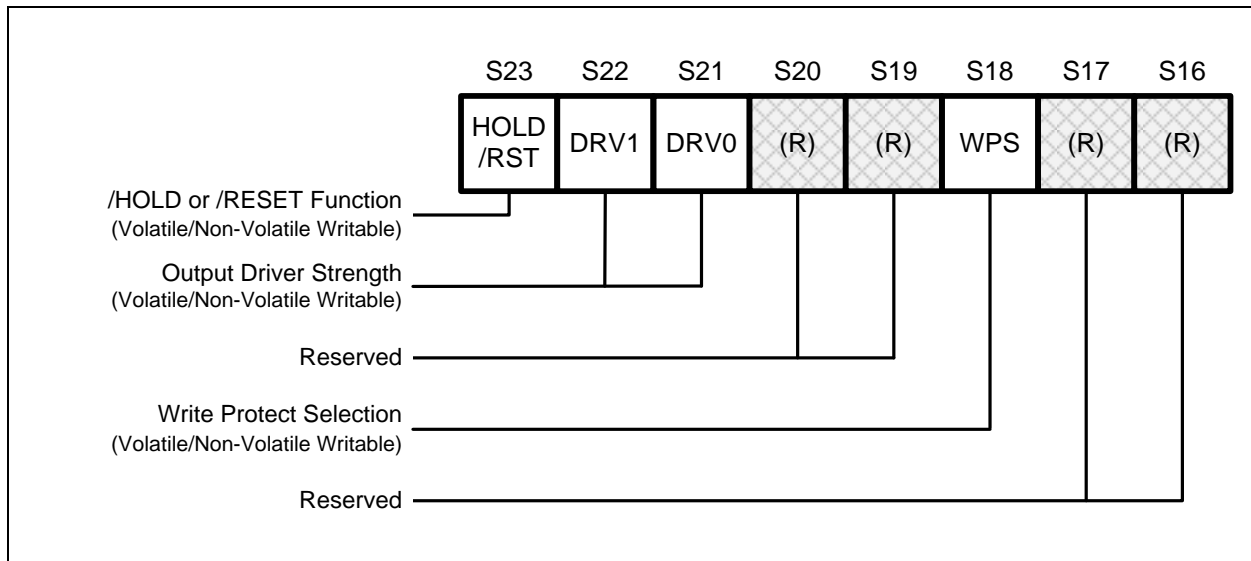 S23 S22 S21 S20 S19 S18 S17 S16
HOLD
/RST
DRV1 DRV0 (R) (R) WPS (R) (R)
/HOLD or /RESET Function
(Volatile/Non-Volatile Writable)
Output Driver Strength
(Volatile/Non-Volatile Writable)
Reserved
Write Protect Selection
(Volatile/Non-Volatile Writable)
Reserved